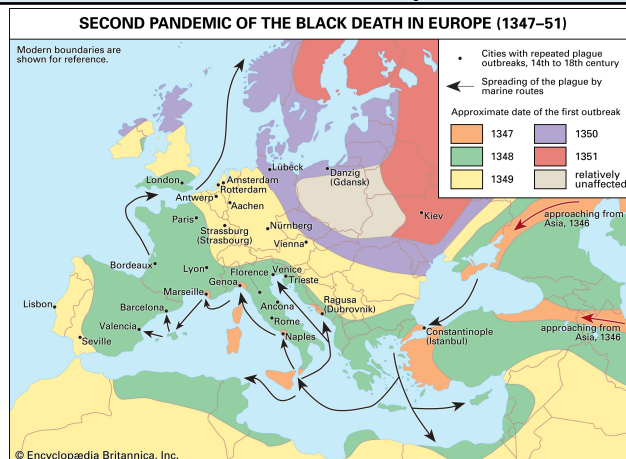 SECOND PANDEMIC OF THE BLACK DEATH IN EUROPE (1347–51)
Modern boundaries are
shown for reference.
Cities with repeated plague
outbreaks, 14th to 18th century
Spreading of the plague by
marine routes
Approximate date of the first outbreak
1347
1350
1348
1351
1349
relatively
unaffected
Lübeck
Danzig
(Gdansk)
London
Amsterdam
Rotterdam
Antwerp
Aachen
Paris
Nürnberg
Strassburg
(Strasbourg)
Vienna
Kiev
approaching from
Asia, 1346
Bordeaux
Lyon
Florence
Venice
Trieste
Genoa
Marseille
Ragusa
(Dubrovnik)
Ancona
Lisbon
Barcelona
Rome
Valencia
Naples
Seville
Constantinople
(Istanbul)
approaching from
Asia, 1346
© Encyclopædia Britannica, Inc.